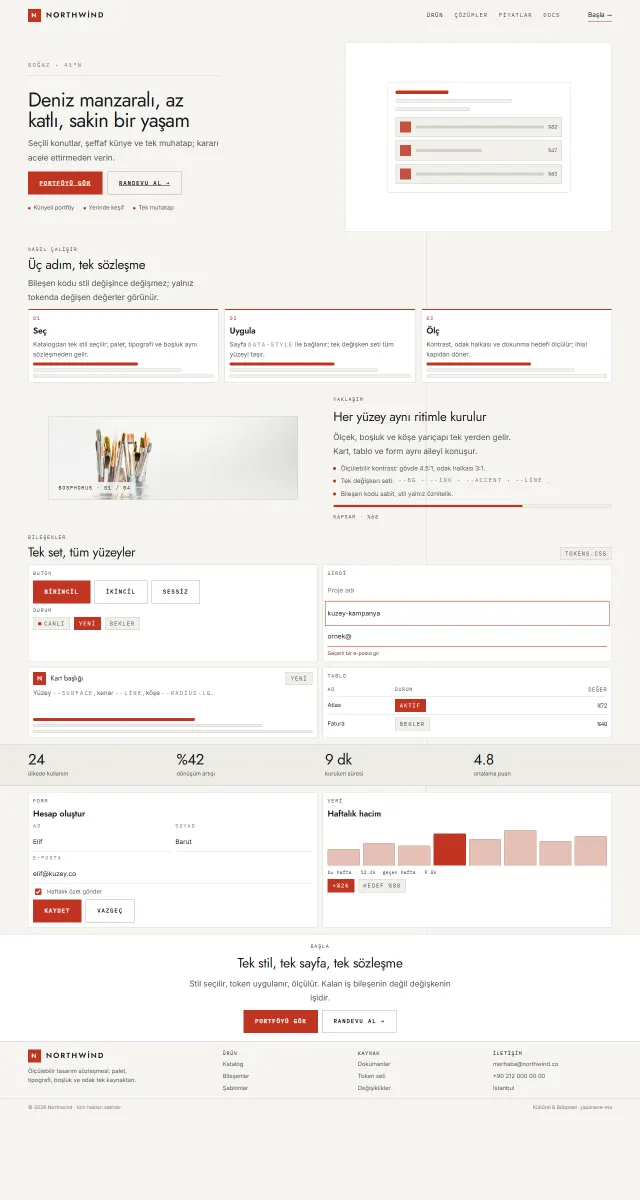 N NORTHWİND
ÜRÜN ÇÖZÜMLER FİYATLAR DOCS Başla →
BOĞAZ · 41°N
Deniz manzaralı, az
katlı, sakin bir yaşam
Seçili konutlar, şeffaf künye ve tek muhatap; kararı
acele ettirmeden verin.
PORTFÖYÜ GÖR RANDEVU AL →
Künyeli portföy Yerinde keşif Tek muhatap
%82
%47
%63
NASIL ÇALIŞIR
Üç adım, tek sözleşme
Bileşen kodu stil değişince değişmez; yalnız
tokenda değişen değerler görünür.
01
Seç
Katalogdan tek stil seçilir; palet, tipografi ve boşluk aynı
sözleşmeden gelir.
02
Uygula
Sayfa DATA-STYLE ile bağlanır; tek değişken seti tüm
yüzeyi taşır.
03
Ölç
Kontrast, odak halkası ve dokunma hedefi ölçülür; ihlal
kapıdan döner.
BOSPHORUS · 01 / 04
YAKLAŞIM
Her yüzey aynı ritimle kurulur
Ölçek, boşluk ve köşe yarıçapı tek yerden gelir.
Kart, tablo ve form aynı aileyi konuşur.
Ölçülebilir kontrast: gövde 4.5:1, odak halkası 3:1.
Tek değişken seti: --BG · --INK · --ACCENT · --LINE .
Bileşen kodu sabit, stil yalnız öznitelik.
KAPSAM · %68
BİLEŞENLER
Tek set, tüm yüzeyler
TOKENS.CSS
BUTON
BİRİNCİL İKİNCİL SESSİZ
DURUM
CANLI YENİ BEKLER
GİRDİ
Proje adı
kuzey-kampanya
ornek@
Geçerli bir e-posta gir
N Kart başlığı YENİ
Yüzey --SURFACE, kenar --LINE, köşe --RADIUS-LG.
TABLO
AD DURUM DEĞER
Atlas AKTİF %72
Fatura BEKLER %40
24
ülkede kullanım
%42
dönüşüm artışı
9 dk
kurulum süresi
4.8
ortalama puan
FORM
Hesap oluştur
AD SOYAD
Elif Barut
E-POSTA
elif@kuzey.co
Haftalık özet gönder
KAYDET VAZGEÇ
VERİ
Haftalık hacim
bu hafta 12.1k geçen hafta 9.8k
+%26 HEDEF %80
BAŞLA
Tek stil, tek sayfa, tek sözleşme
Stil seçilir, token uygulanır, ölçülür. Kalan iş bileşenin değil değişkenin
işidir.
PORTFÖYÜ GÖR RANDEVU AL →
N NORTHWİND
Ölçülebilir tasarım sözleşmesi: palet,
tipografi, boşluk ve odak tek kaynaktan.
ÜRÜN
Katalog
Bileşenler
Şablonlar
KAYNAK
Dokümanlar
Token seti
Değişiklikler
İLETİŞİM
merhaba@northwind.co
+90 212 000 00 00
İstanbul
© 2026 Northwind · tüm hakları saklıdır
Kültürel & Bölgesel · japanese-mix